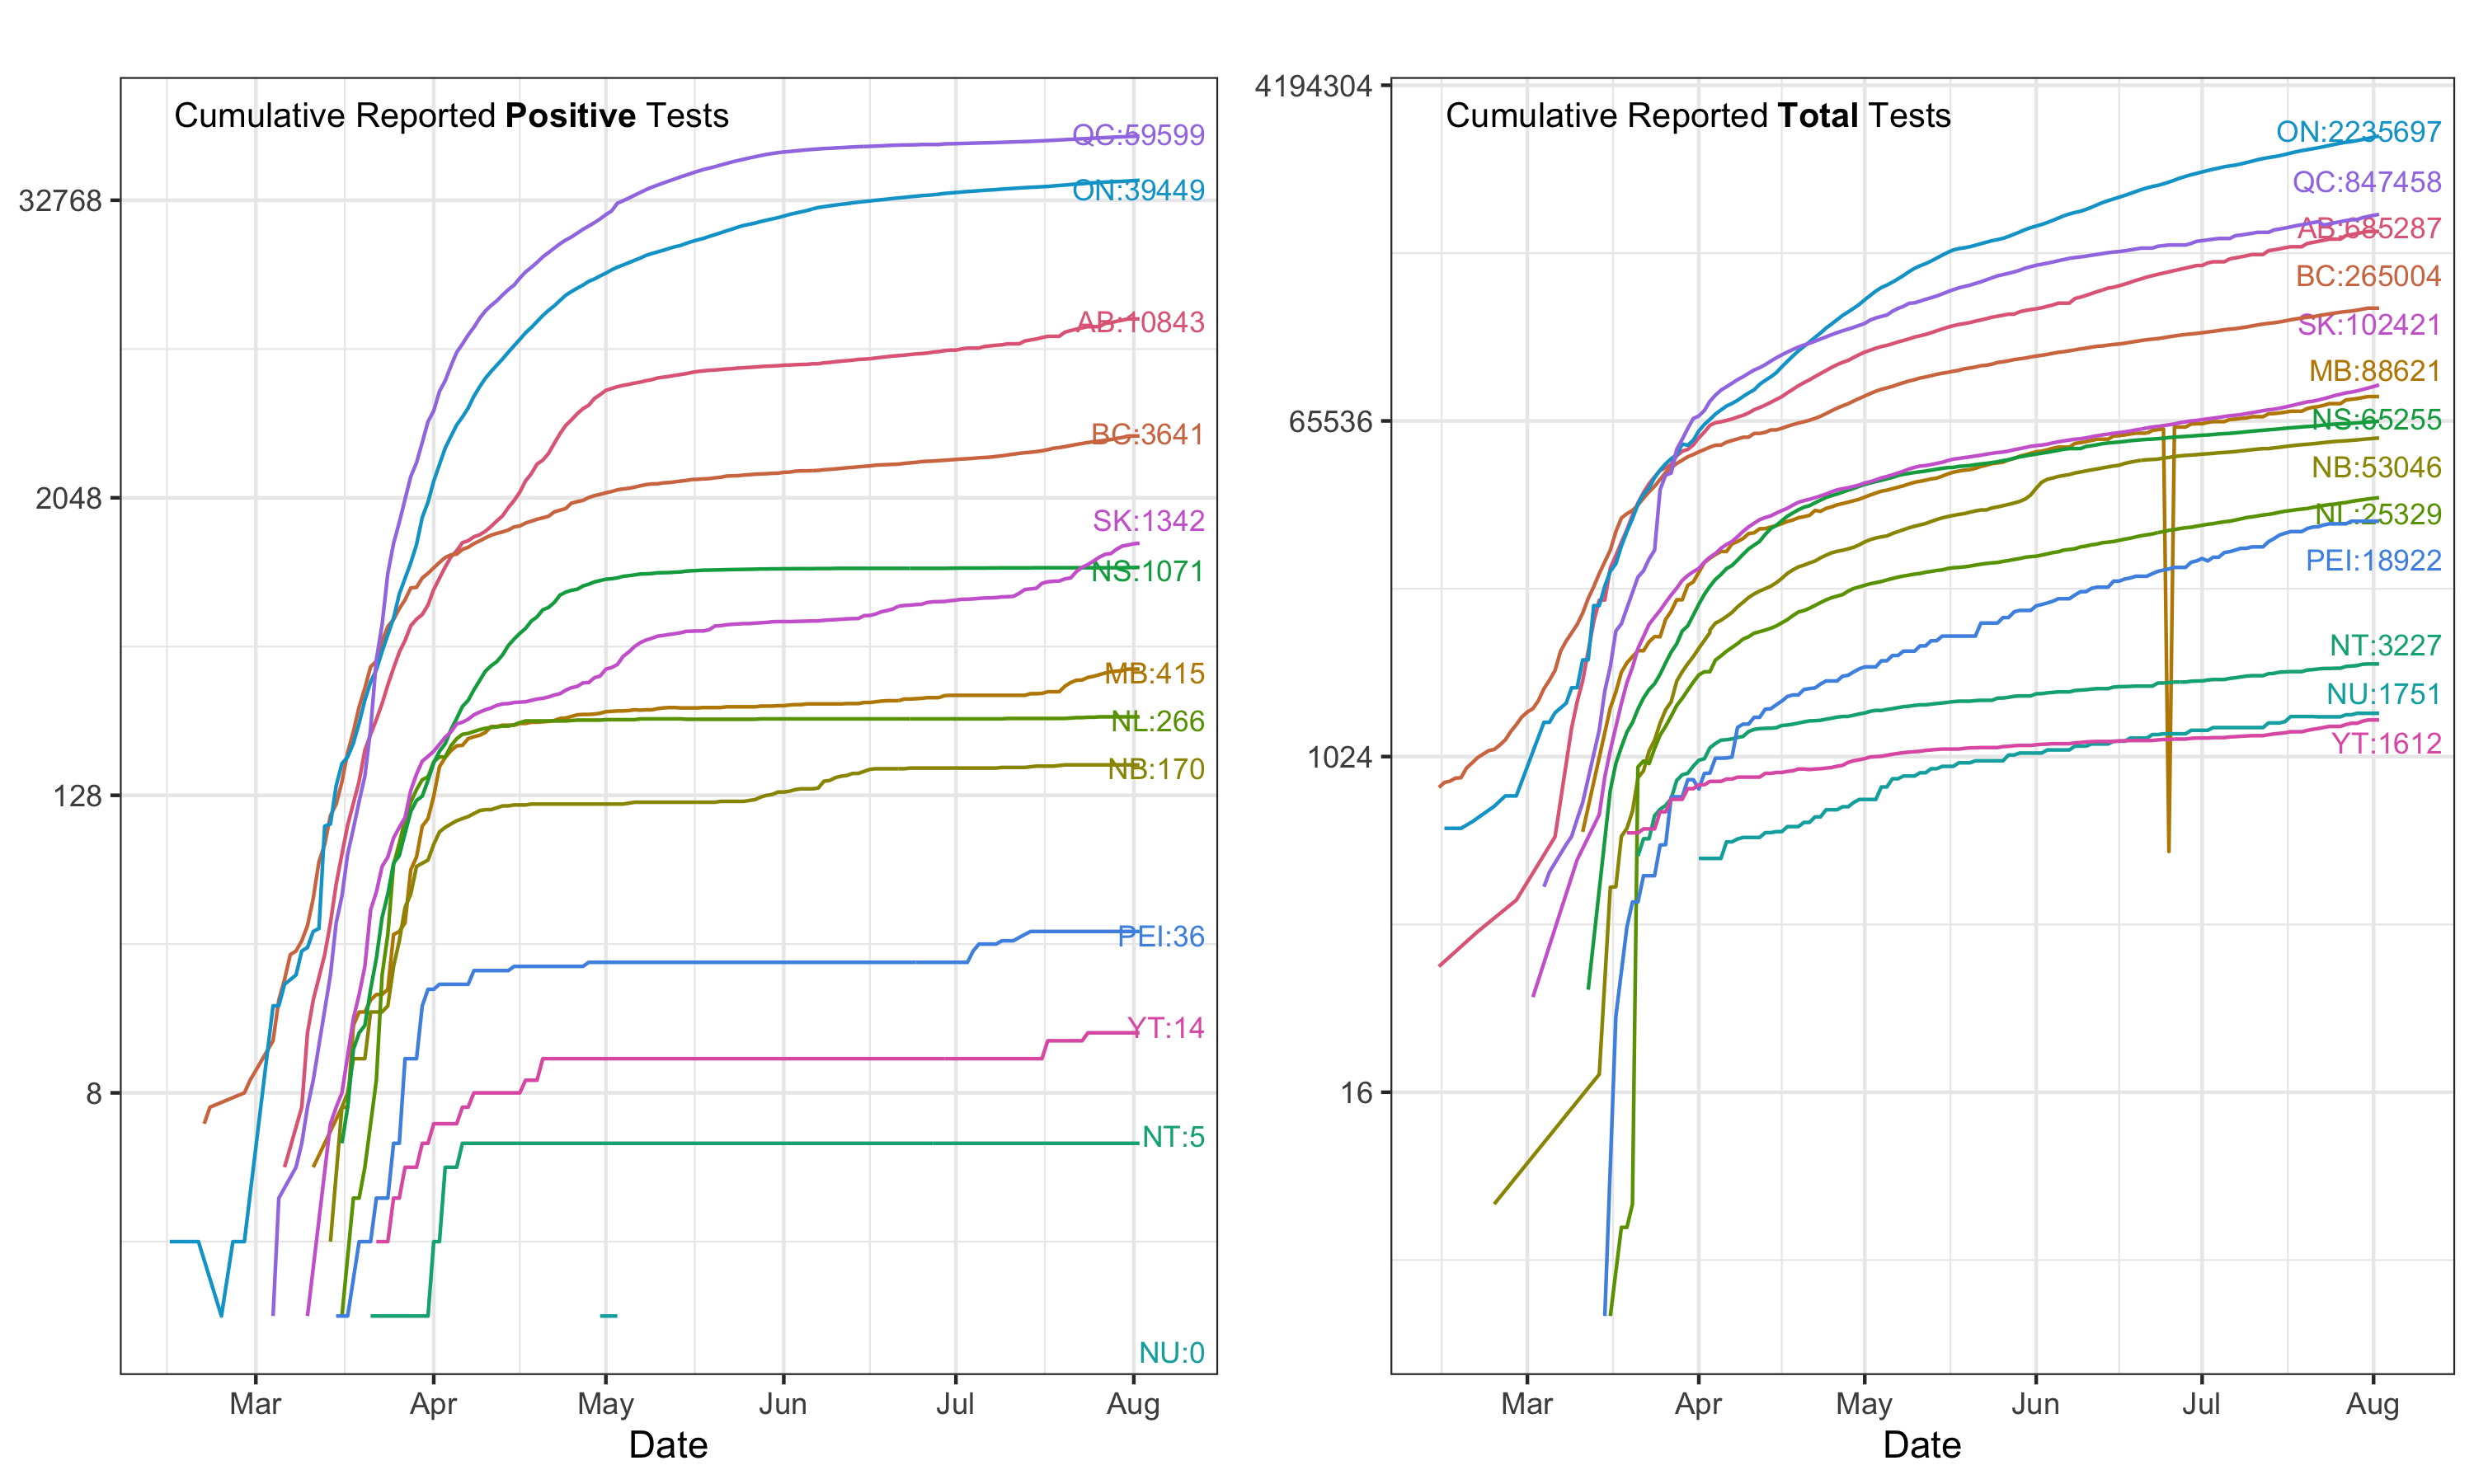 Cumulative Reported Positive Tests
QC:59599
ON:39449
AB:10843
BC:3641
SK:1342
NS:1071
MB:415
NL:266
NB:170
PEI:36
YT:14
NT:5
NU:0
32768
2048
128
8
Mar Apr May Jun Jul Aug
Date
Cumulative Reported Total Tests
ON:2235697
QC:847458
AB:685287
BC:265004
SK:102421
MB:88621
NS:65255
NB:53046
NL:25329
PEI:18922
NT:3227
NU:1751
YT:1612
4194304
65536
1024
16
Mar Apr May Jun Jul Aug
Date